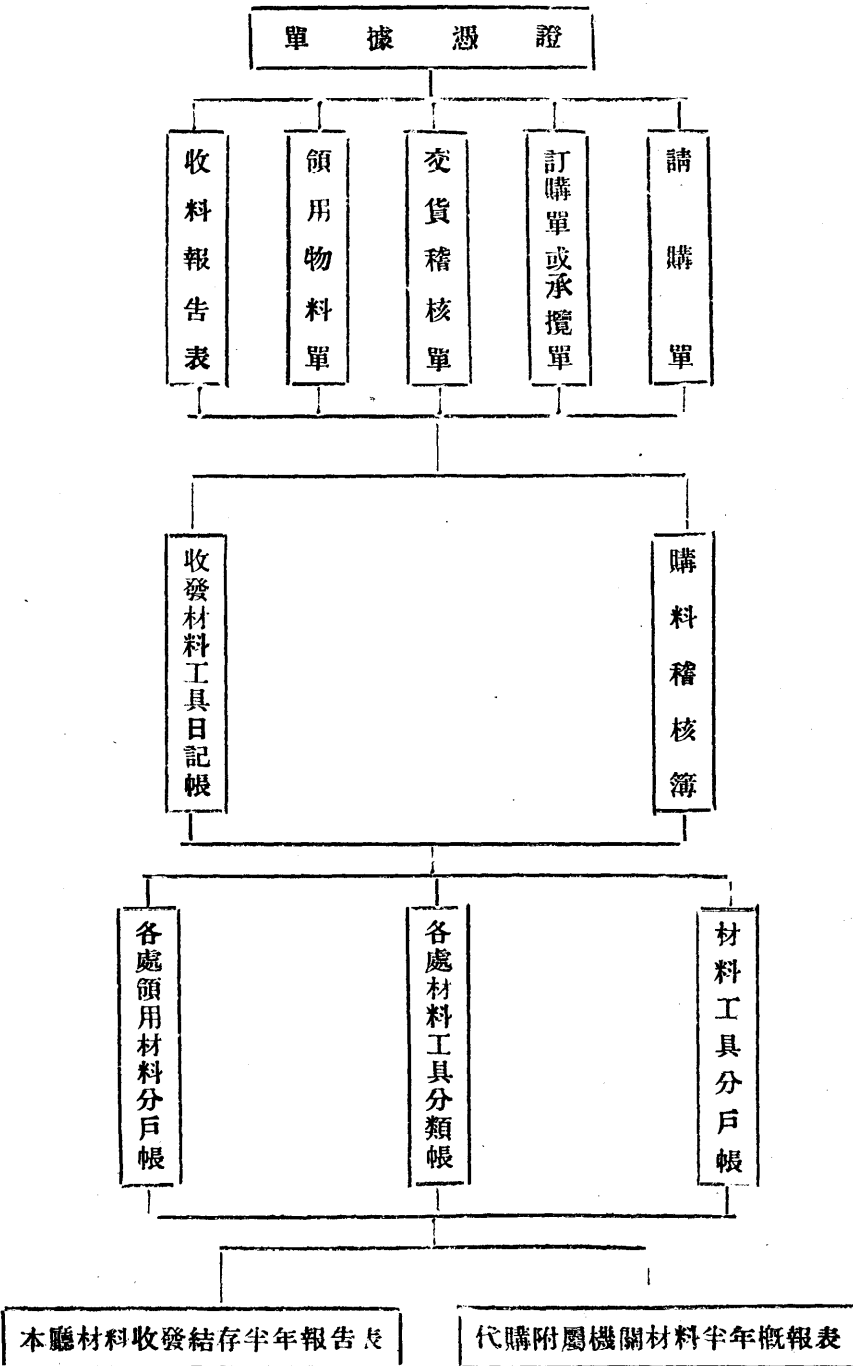 單據憑證
請購單
訂購單或承攬單
交貨稽核單
領用物料單
收料報告表
購料稽核簿
收發材料工具日記帳
材料工具分戶帳
各處材料工具分類帳
各處領用材料分戶帳
代購附屬機關材料半年概報表
本廳材料收發結存半年報告表